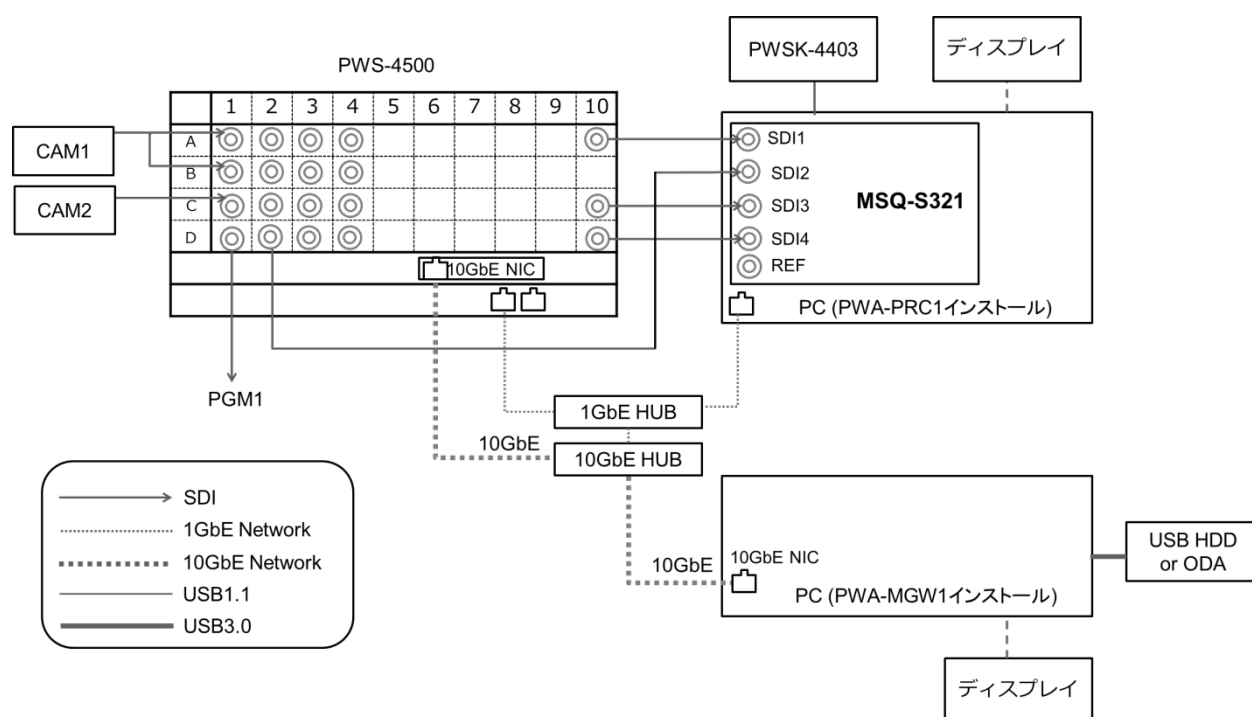 PWS-4500
1 2 3 4 5 6 7 8 9 10
A
B
C
D
10GbE NIC
CAM1
CAM2
PGM1
PWSK-4403
ディスプレイ
SDI1
SDI2
SDI3
SDI4
REF
MSQ-S321
PC (PWA-PRC1インストール)
1GbE HUB
10GbE
10GbE HUB
10GbE
10GbE NIC
PC (PWA-MGW1インストール)
USB HDD
or ODA
ディスプレイ
SDI
1GbE Network
10GbE Network
USB1.1
USB3.0